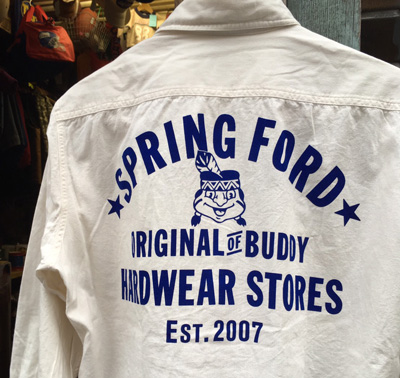 SPRING FORD
ORIGINAL OF BUDDY
HARDWEAR STORES
EST. 2007